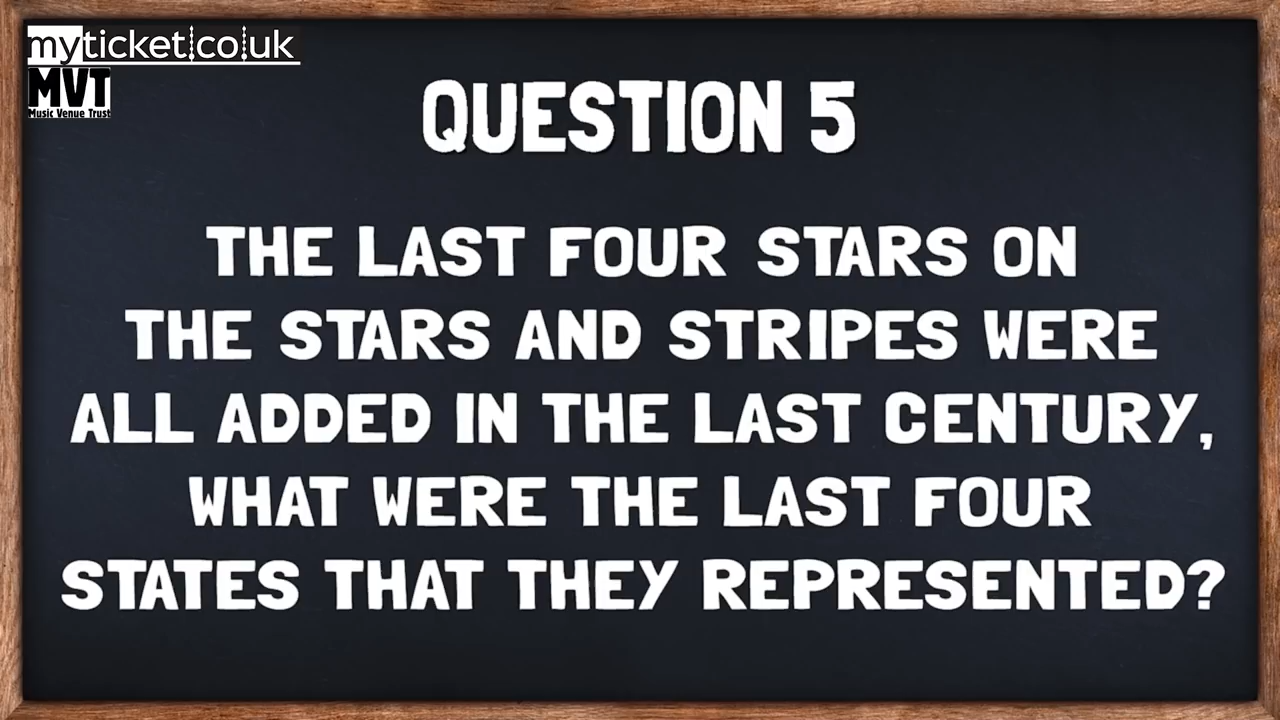 myticket.co.uk
MVT
Music Venue Trust
QUESTION 5
THE LAST FOUR STARS ON
THE STARS AND STRIPES WERE
ALL ADDED IN THE LAST CENTURY,
WHAT WERE THE LAST FOUR
STATES THAT THEY REPRESENTED?